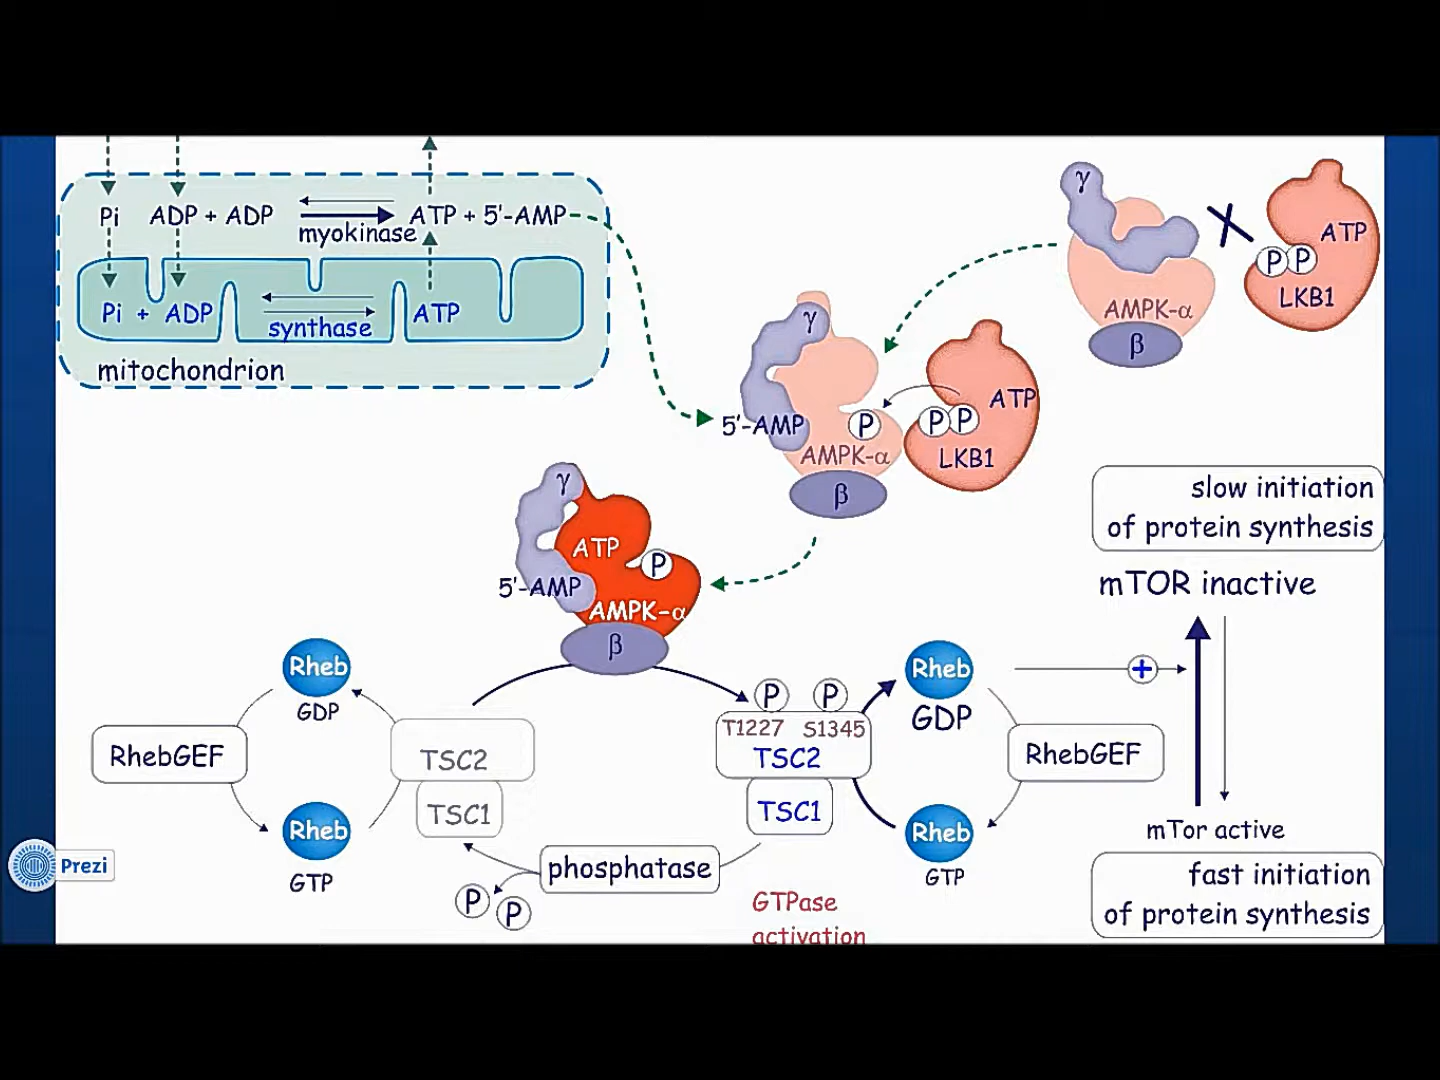 Pi ADP + ADP ATP + 5'-AMP
myokinase
Pi + ADP ATP
synthase
mitochondrion
γ
AMPK-α
β
P P
ATP
LKB1
γ
5'-AMP
P
AMPK-α
β
P P
ATP
LKB1
γ
ATP
P
5'-AMP
AMPK-α
β
slow initiation
of protein synthesis
mTOR inactive
+
mTor active
fast initiation
of protein synthesis
Rheb
GDP
RhebGEF
TSC2
TSC1
Rheb
GTP
P P
T1227 S1345
TSC2
TSC1
Rheb
GDP
RhebGEF
Rheb
GTP
phosphatase
P P
GTPase
activation
Prezi